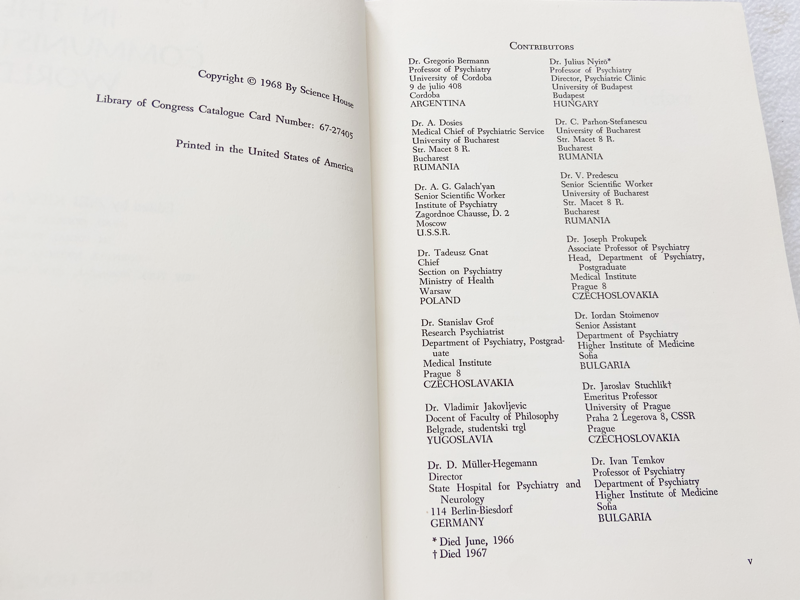 Copyright © 1968 By Science House
Library of Congress Catalogue Card Number: 67-27405
Printed in the United States of America
CONTRIBUTORS
Dr. Gregorio Bermann
Professor of Psychiatry
University of Cordoba
9 de julio 408
Cordoba
ARGENTINA
Dr. A. Dosies
Medical Chief of Psychiatric Service
University of Bucharest
Str. Macet 8 R.
Bucharest
RUMANIA
Dr. A. G. Galach'yan
Senior Scientific Worker
Institute of Psychiatry
Zagordnoe Chausse, D. 2
Moscow
U.S.S.R.
Dr. Tadeusz Gnat
Chief
Section on Psychiatry
Ministry of Health
Warsaw
POLAND
Dr. Stanislav Grof
Research Psychiatrist
Department of Psychiatry, Postgrad-
uate
Medical Institute
Prague 8
CZECHOSLAVAKIA
Dr. Vladimir Jakovljevic
Docent of Faculty of Philosophy
Belgrade, studentski trgl
YUGOSLAVIA
Dr. D. Müller-Hegemann
Director
State Hospital for Psychiatry and
Neurology
114 Berlin-Biesdorf
GERMANY
* Died June, 1966
† Died 1967
Dr. Julius Nyirö*
Professor of Psychiatry
Director, Psychiatric Clinic
University of Budapest
Budapest
HUNGARY
Dr. C. Parhon-Stefanescu
University of Bucharest
Str. Macet 8 R.
Bucharest
RUMANIA
Dr. V. Predescu
Senior Scientific Worker
University of Bucharest
Str. Macet 8 R.
Bucharest
RUMANIA
Dr. Joseph Prokupek
Associate Professor of Psychiatry
Head, Department of Psychiatry,
Postgraduate
Medical Institute
Prague 8
CZECHOSLOVAKIA
Dr. Iordan Stoimenov
Senior Assistant
Department of Psychiatry
Higher Institute of Medicine
Sofia
BULGARIA
Dr. Jaroslav Stuchlik†
Emeritus Professor
University of Prague
Praha 2 Legerova 8, CSSR
Prague
CZECHOSLOVAKIA
Dr. Ivan Temkov
Professor of Psychiatry
Department of Psychiatry
Higher Institute of Medicine
Sofia
BULGARIA
v